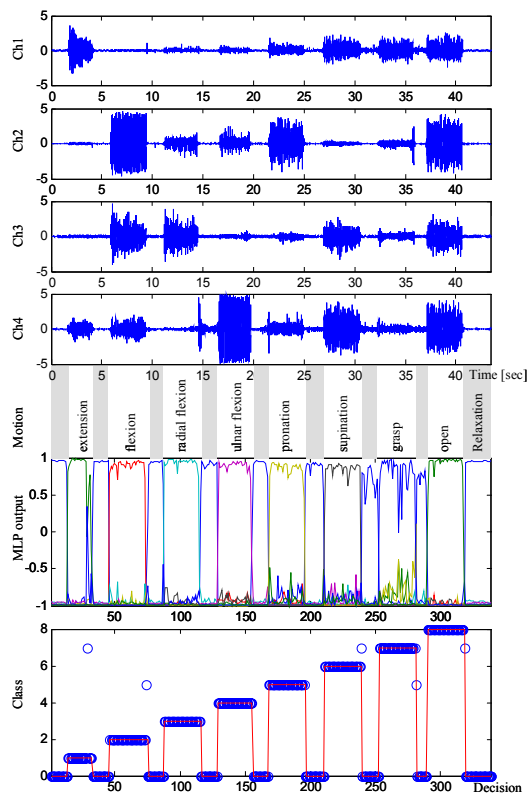 Ch1
5
0
-5
0 5 10 15 20 25 30 35 40
Ch2
5
0
-5
0 5 10 15 20 25 30 35 40
Ch3
5
0
-5
0 5 10 15 20 25 30 35 40
Ch4
5
0
-5
0 5 10 15 20 25 30 35 40
Time [sec]
Motion
extension
flexion
radial flexion
ulnar flexion
pronation
supination
grasp
open
Relaxation
MLP output
1
0.5
0
-0.5
-1
50 100 150 200 250 300
Class
8
6
4
2
0
50 100 150 200 250 300
Decision